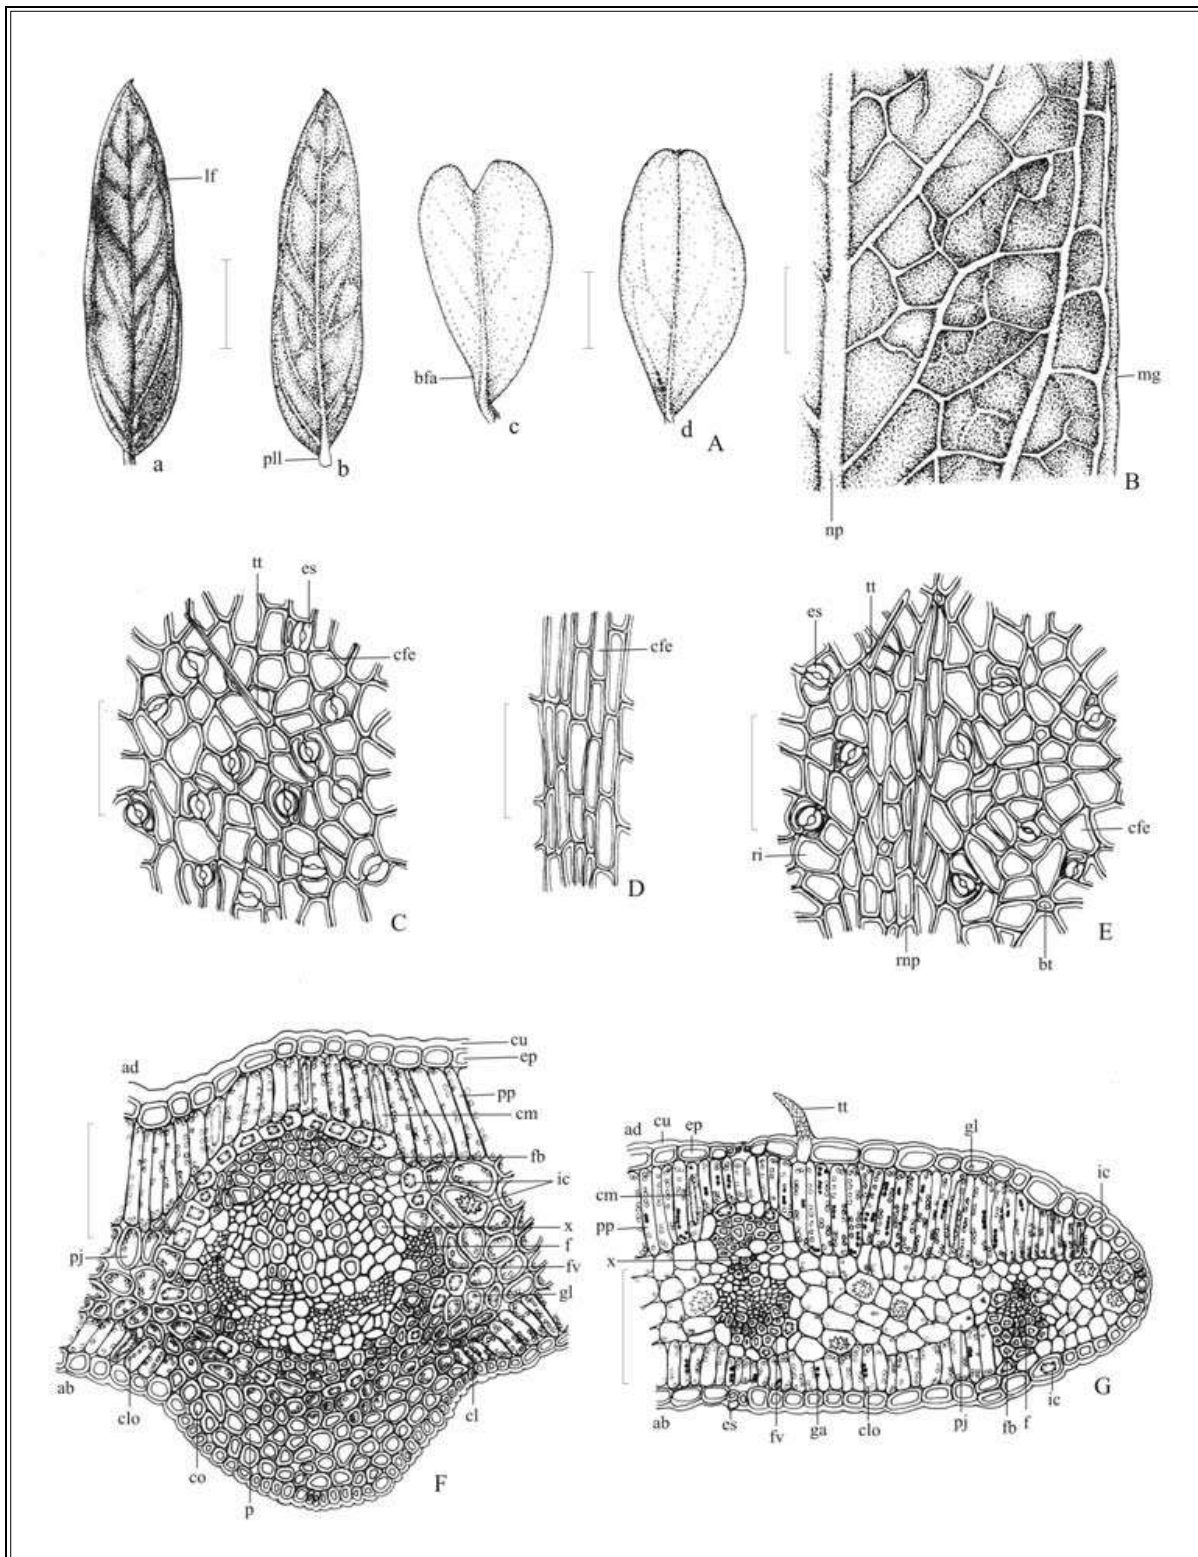 lf
a
pll
b
bfa
c
d
A
np
mg
B
tt
es
cfe
C
cfe
D
es
tt
cfe
ri
rnp
bt
E
ad
cu
ep
pp
cm
fb
ic
x
f
fv
gl
pj
ab
clo
co
p
cl
F
ad
cu
ep
tt
gl
ic
cm
pp
x
ab
es
fv
ga
clo
pj
fb
f
ic
G